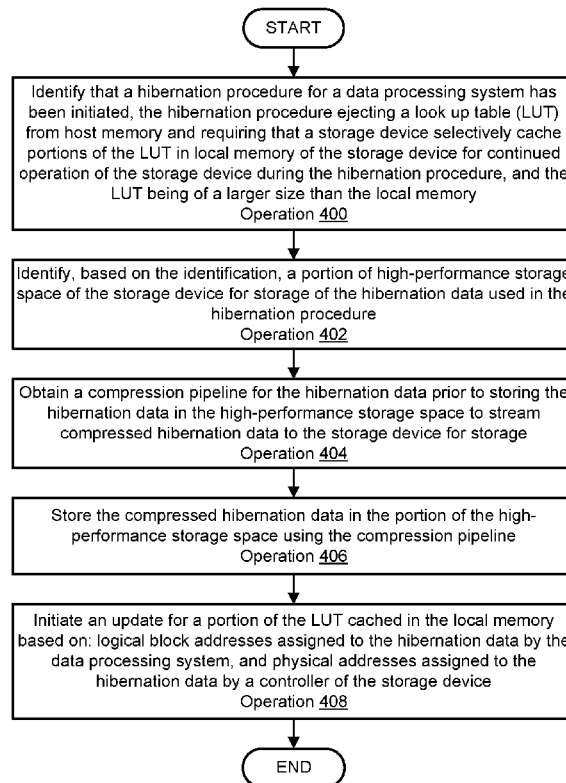 START
Identify that a hibernation procedure for a data processing system has
been initiated, the hibernation procedure ejecting a look up table (LUT)
from host memory and requiring that a storage device selectively cache
portions of the LUT in local memory of the storage device for continued
operation of the storage device during the hibernation procedure, and the
LUT being of a larger size than the local memory
Operation 400
Identify, based on the identification, a portion of high-performance storage
space of the storage device for storage of the hibernation data used in the
hibernation procedure
Operation 402
Obtain a compression pipeline for the hibernation data prior to storing the
hibernation data in the high-performance storage space to stream
compressed hibernation data to the storage device for storage
Operation 404
Store the compressed hibernation data in the portion of the high-
performance storage space using the compression pipeline
Operation 406
Initiate an update for a portion of the LUT cached in the local memory
based on: logical block addresses assigned to the hibernation data by the
data processing system, and physical addresses assigned to the
hibernation data by a controller of the storage device
Operation 408
END